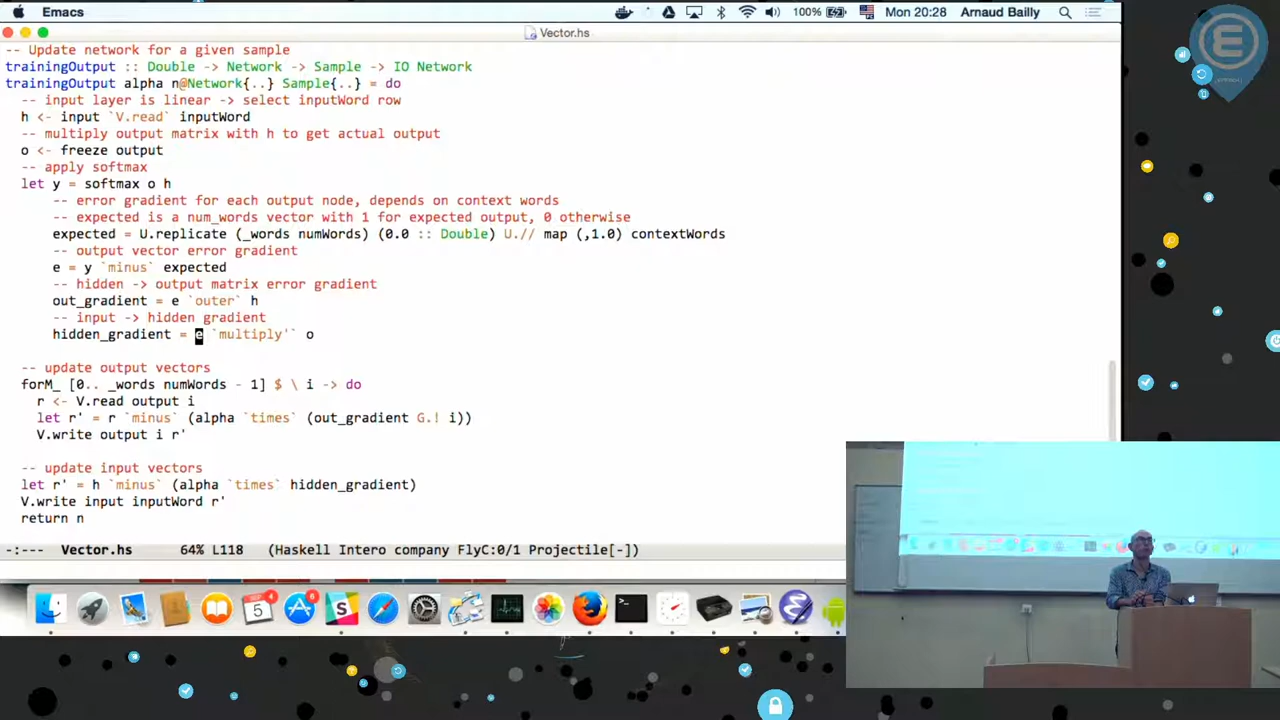 Emacs
100%
Mon 20:28
Arnaud Bailly
Vector.hs
-- Update network for a given sample
trainingOutput :: Double -> Network -> Sample -> IO Network
trainingOutput alpha n@Network{..} Sample{..} = do
-- input layer is linear -> select inputWord row
h <- input `V.read` inputWord
-- multiply output matrix with h to get actual output
o <- freeze output
-- apply softmax
let y = softmax o h
-- error gradient for each output node, depends on context words
-- expected is a num_words vector with 1 for expected output, 0 otherwise
expected = U.replicate (_words numWords) (0.0 :: Double) U.// map (,1.0) contextWords
-- output vector error gradient
e = y `minus` expected
-- hidden -> output matrix error gradient
out_gradient = e `outer` h
-- input -> hidden gradient
hidden_gradient = e `multiply'` o
-- update output vectors
forM_ [0.. _words numWords - 1] $ \ i -> do
r <- V.read output i
let r' = r `minus` (alpha `times` (out_gradient G.! i))
V.write output i r'
-- update input vectors
let r' = h `minus` (alpha `times` hidden_gradient)
V.write input inputWord r'
return n
-:--- Vector.hs 64% L118 (Haskell Intero company FlyC:0/1 Projectile[-])
5
4
6